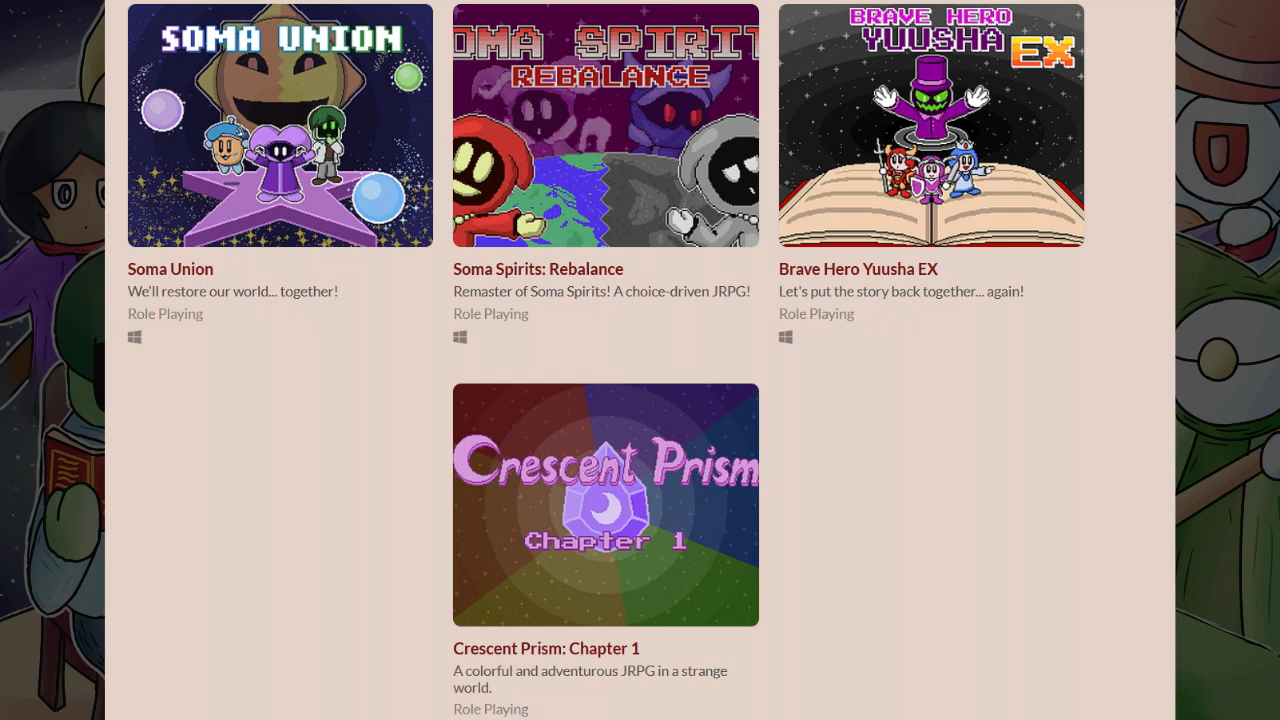 SOMA UNION
OMA SPIRIT
REBALANCE
BRAVE HERO
YUUSHA EX
Soma Union
We'll restore our world... together!
Role Playing
Soma Spirits: Rebalance
Remaster of Soma Spirits! A choice-driven JRPG!
Role Playing
Brave Hero Yuusha EX
Let's put the story back together... again!
Role Playing
Crescent Prism
Chapter 1
Crescent Prism: Chapter 1
A colorful and adventurous JRPG in a strange
world.
Role Playing